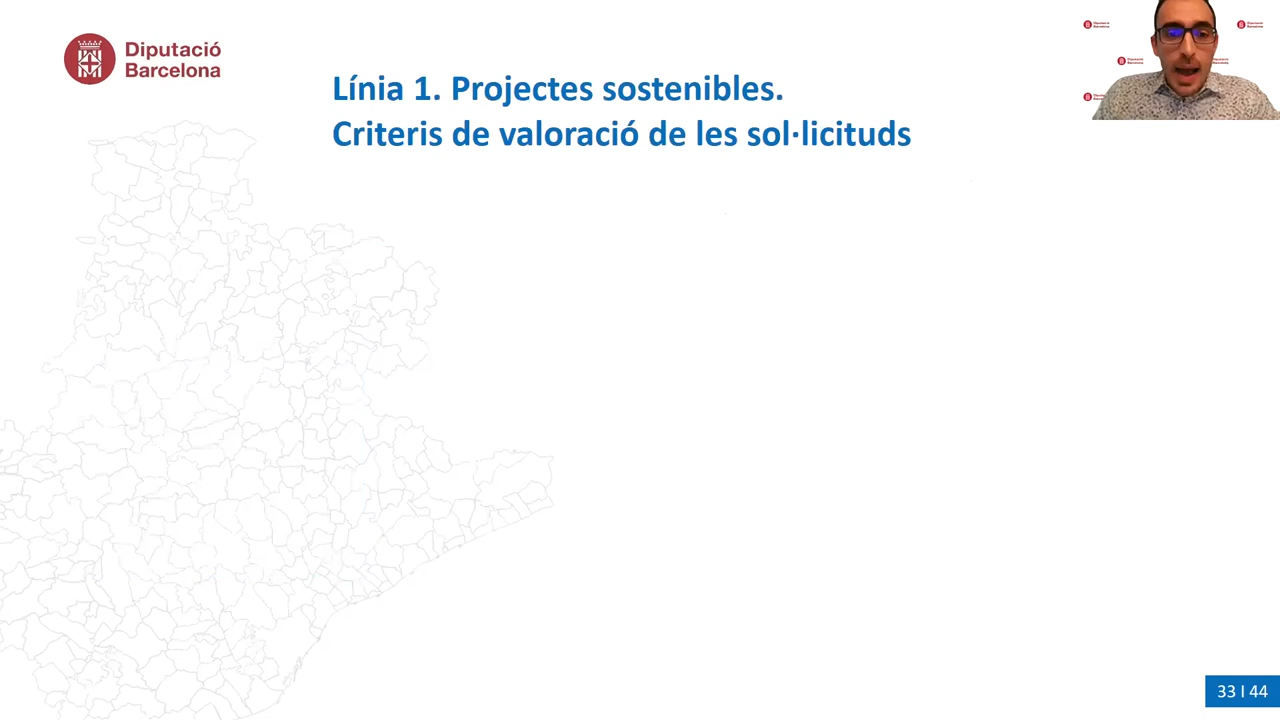 Diputació
Barcelona
Línia 1. Projectes sostenibles.
Criteris de valoració de les sol·licituds
33 | 44